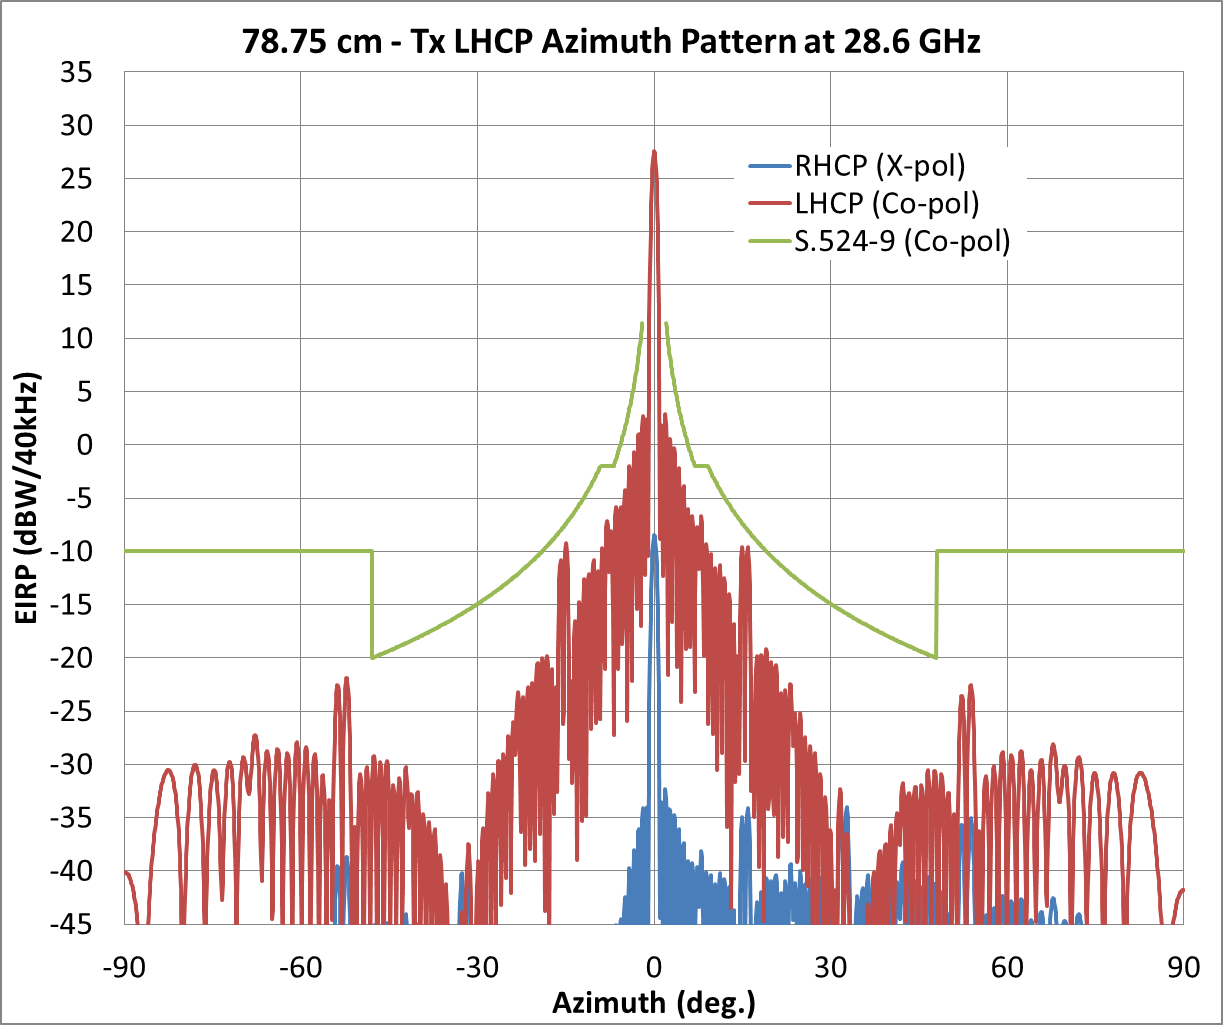 78.75 cm - Tx LHCP Azimuth Pattern at 28.6 GHz
35
30
25
20
15
10
5
0
-5
-10
-15
-20
-25
-30
-35
-40
-45
EIRP (dBW/40kHz)
RHCP (X-pol)
LHCP (Co-pol)
S.524-9 (Co-pol)
-90 -60 -30 0 30 60 90
Azimuth (deg.)